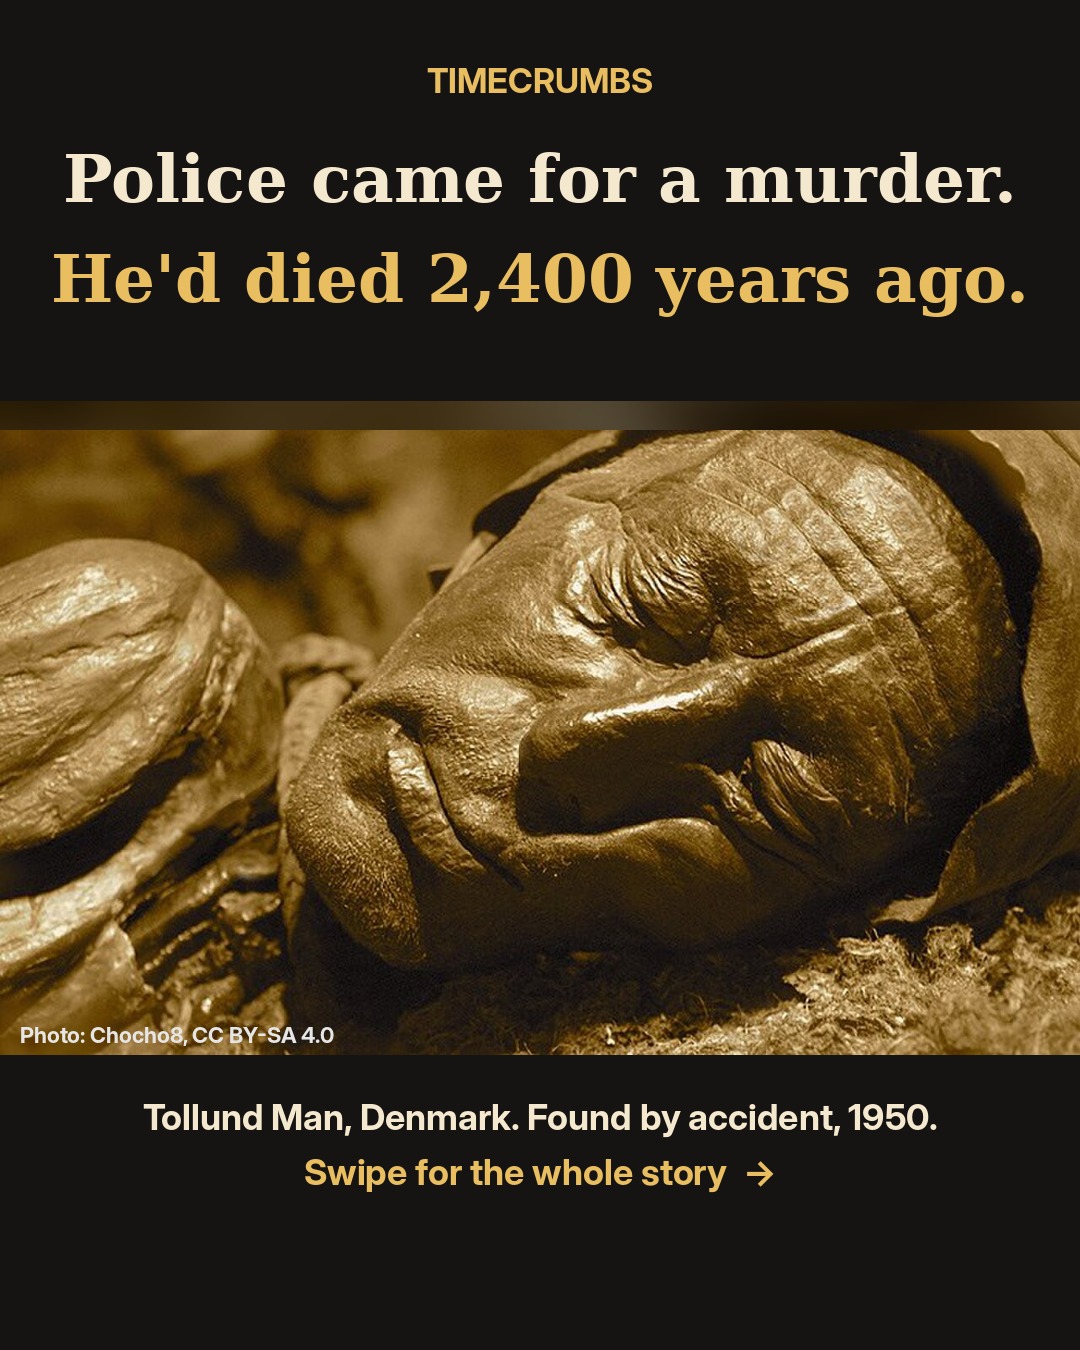 TIMECRUMBS
Police came for a murder.
He'd died 2,400 years ago.
Photo: Chocho8, CC BY-SA 4.0
Tollund Man, Denmark. Found by accident, 1950.
Swipe for the whole story →